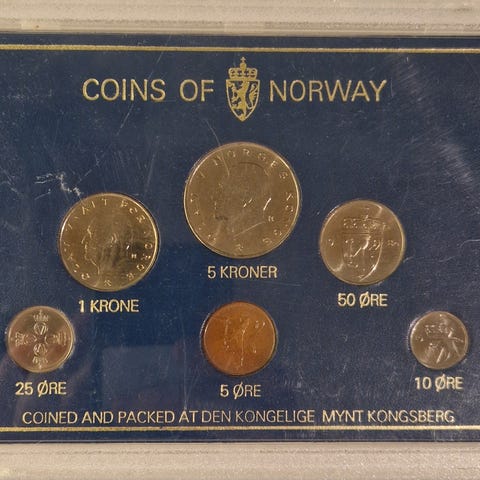 COINS OF NORWAY
5 KRONER
1 KRONE
50 ØRE
25 ØRE
5 ØRE
10 ØRE
COINED AND PACKED AT DEN KONGELIGE MYNT KONGSBERG